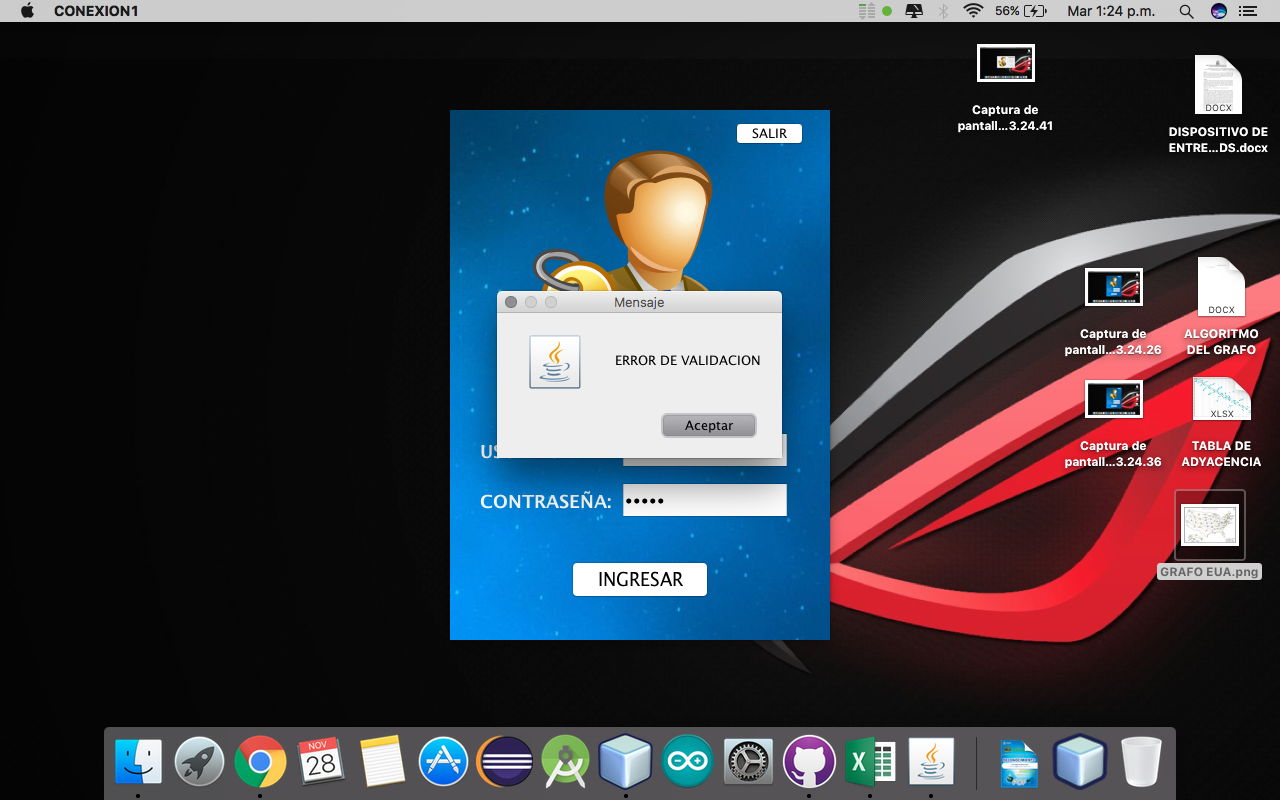 CONEXION1
56%
Mar 1:24 p.m.
Captura de
pantall...3.24.41
DOCX
DISPOSITIVO DE
ENTRE...DS.docx
SALIR
Mensaje
ERROR DE VALIDACION
Aceptar
CONTRASEÑA:
INGRESAR
Captura de
pantall...3.24.26
DOCX
ALGORITMO
DEL GRAFO
Captura de
pantall...3.24.36
XLSX
TABLA DE
ADYACENCIA
GRAFO EUA.png
NOV
28